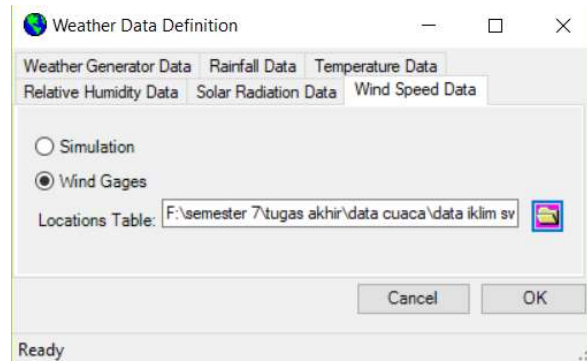 Weather Data Definition
Weather Generator Data Rainfall Data Temperature Data
Relative Humidity Data Solar Radiation Data Wind Speed Data
Simulation
Wind Gages
Locations Table: F:\semester 7\tugas akhir\data cuaca\data iklim sv
Cancel OK
Ready